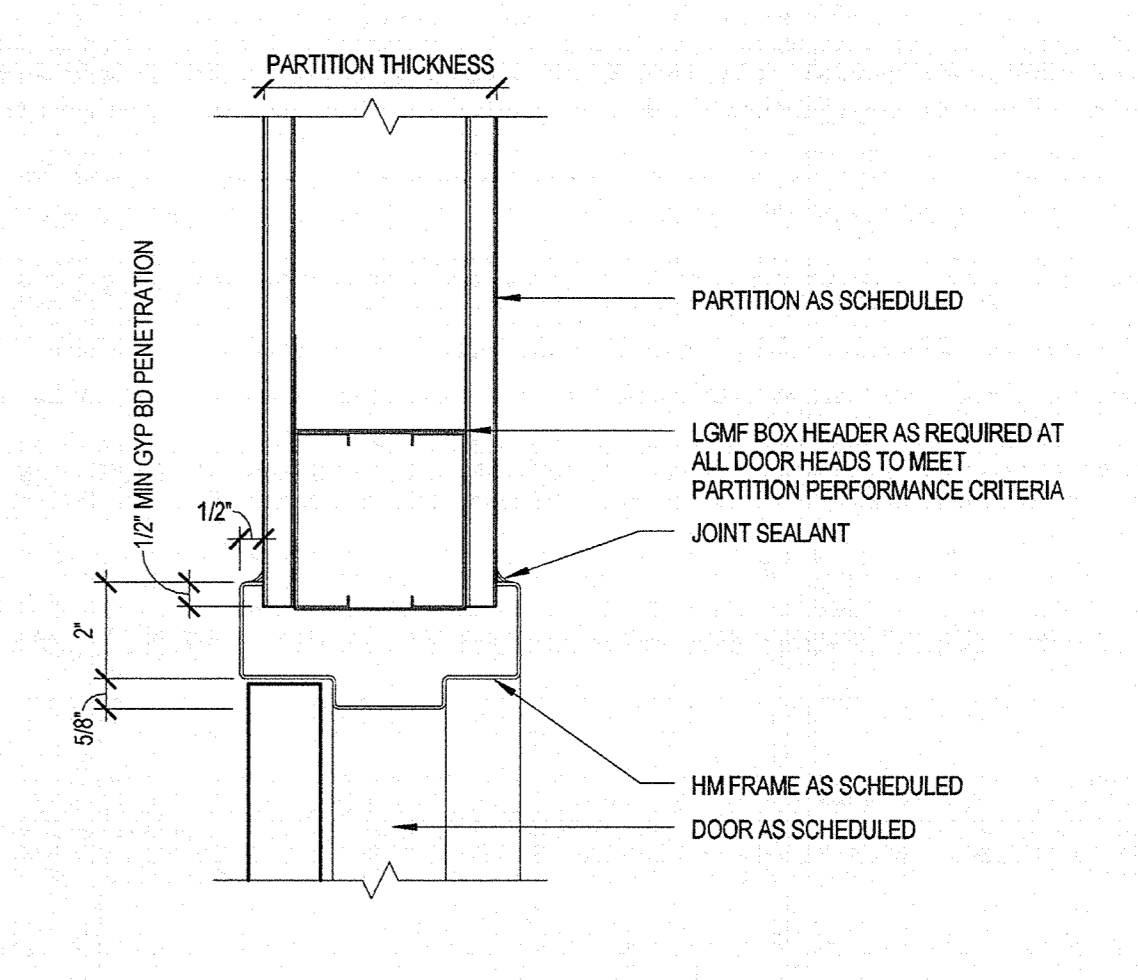 PARTITION THICKNESS
1/2" MIN GYP BD PENETRATION
PARTITION AS SCHEDULED
LGMF BOX HEADER AS REQUIRED AT
ALL DOOR HEADS TO MEET
PARTITION PERFORMANCE CRITERIA
1/2"
JOINT SEALANT
2"
5/8"
HM FRAME AS SCHEDULED
DOOR AS SCHEDULED